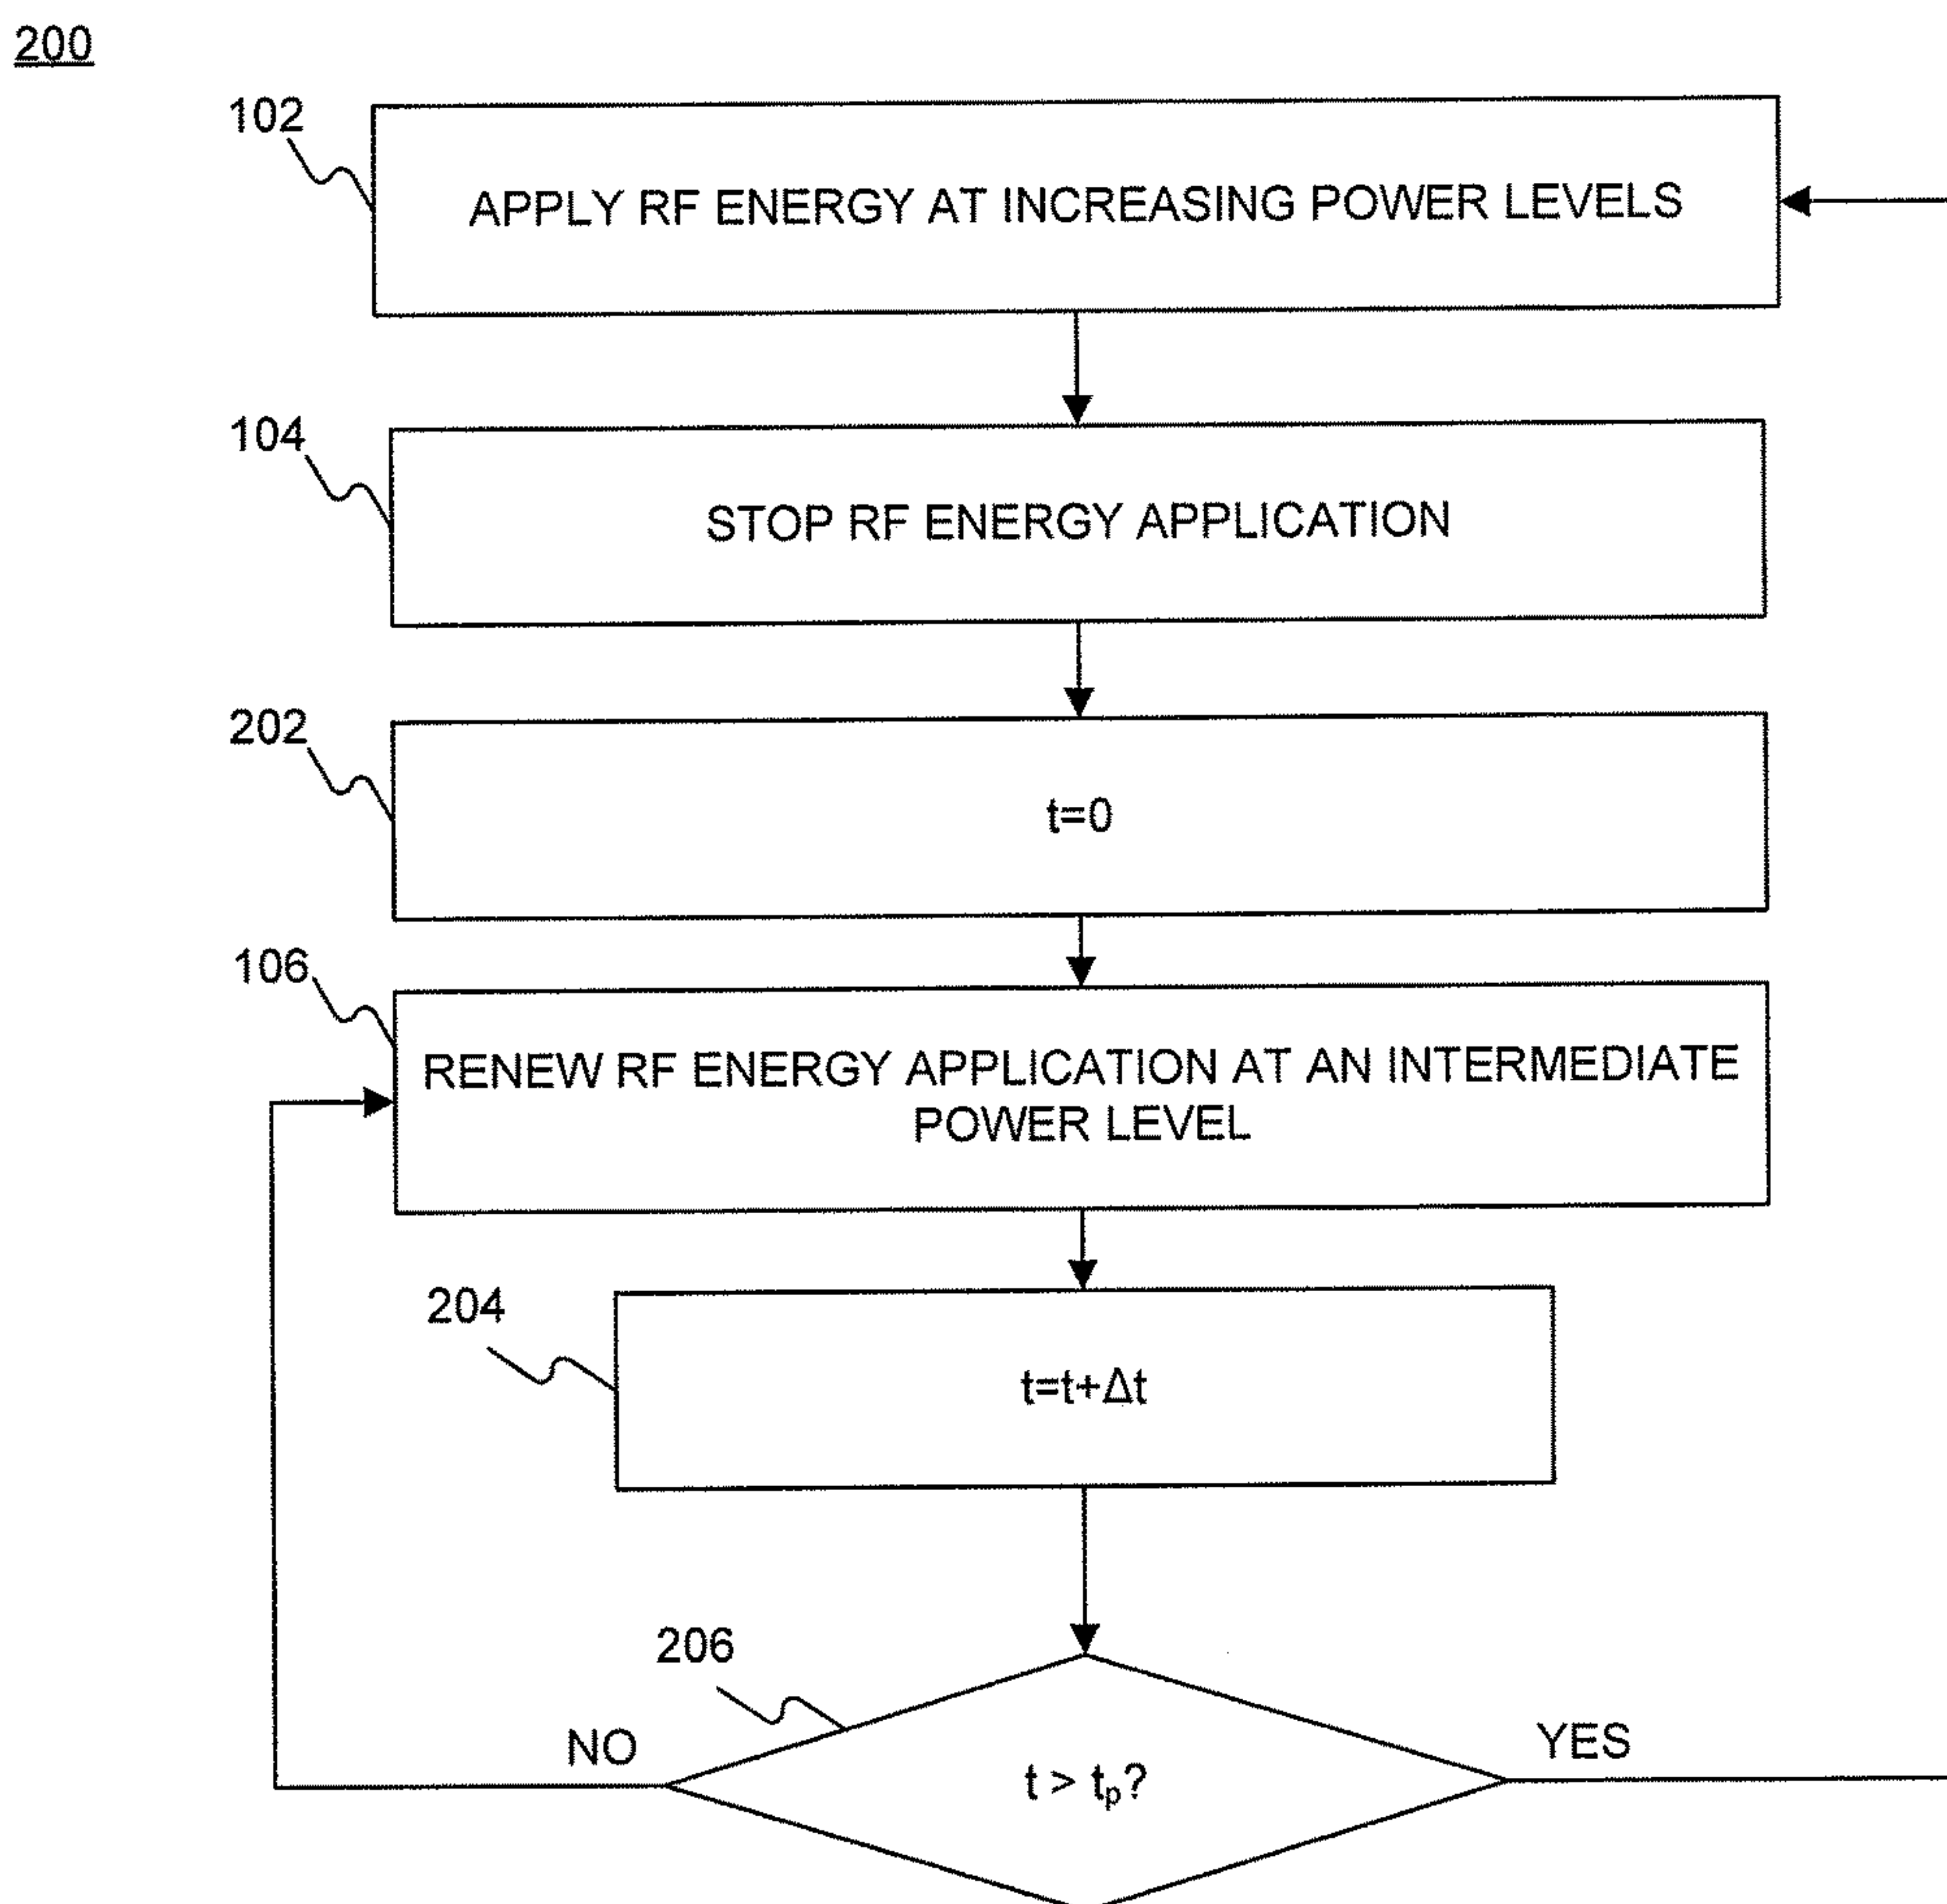 200
102
APPLY RF ENERGY AT INCREASING POWER LEVELS
104
STOP RF ENERGY APPLICATION
202
t=0
106
RENEW RF ENERGY APPLICATION AT AN INTERMEDIATE
POWER LEVEL
204
t=t+Δt
206
NO
t > tₚ?
YES